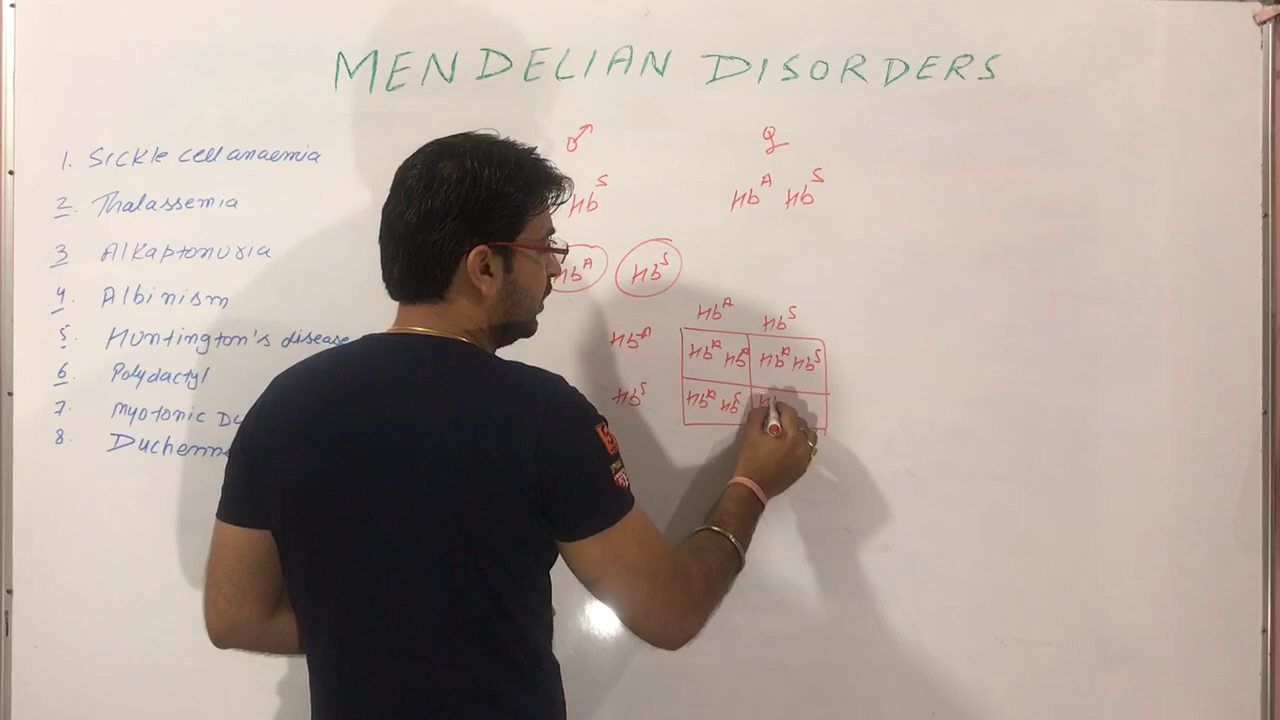 MENDELIAN DISORDERS
1. Sickle cell anaemia
2. Thalassemia
3 Alkaptonuria
4. Albinism
5. Huntington's disease
6. Polydactyl
7. Myotonic
8.
♂ ♀
Hb^S Hb^A Hb^S
Hb^A Hb^S
Hb^A Hb^S
Hb^A Hb^A Hb^A Hb^A Hb^S
Hb^S Hb^A Hb^S